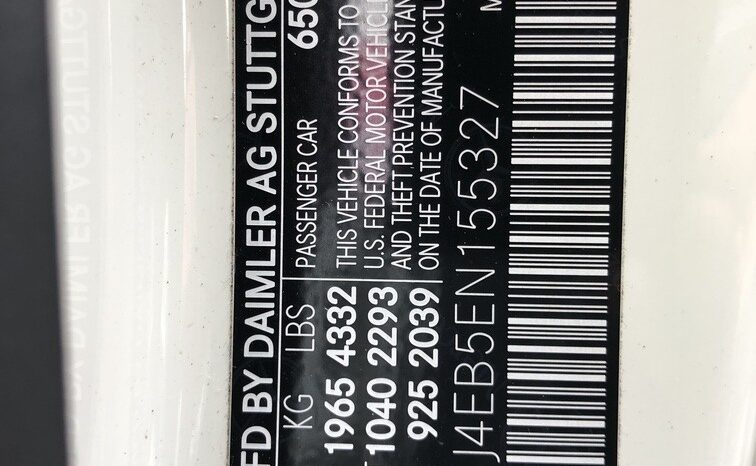 FD BY DAIMLER AG STUTTG
KG LBS PASSENGER CAR 650
1965 4332 THIS VEHICLE CONFORMS TO
1040 2293 U.S. FEDERAL MOTOR VEHICLE
925 2039 AND THEFT PREVENTION STAN
ON THE DATE OF MANUFACTU
J4EB5EN155327 M